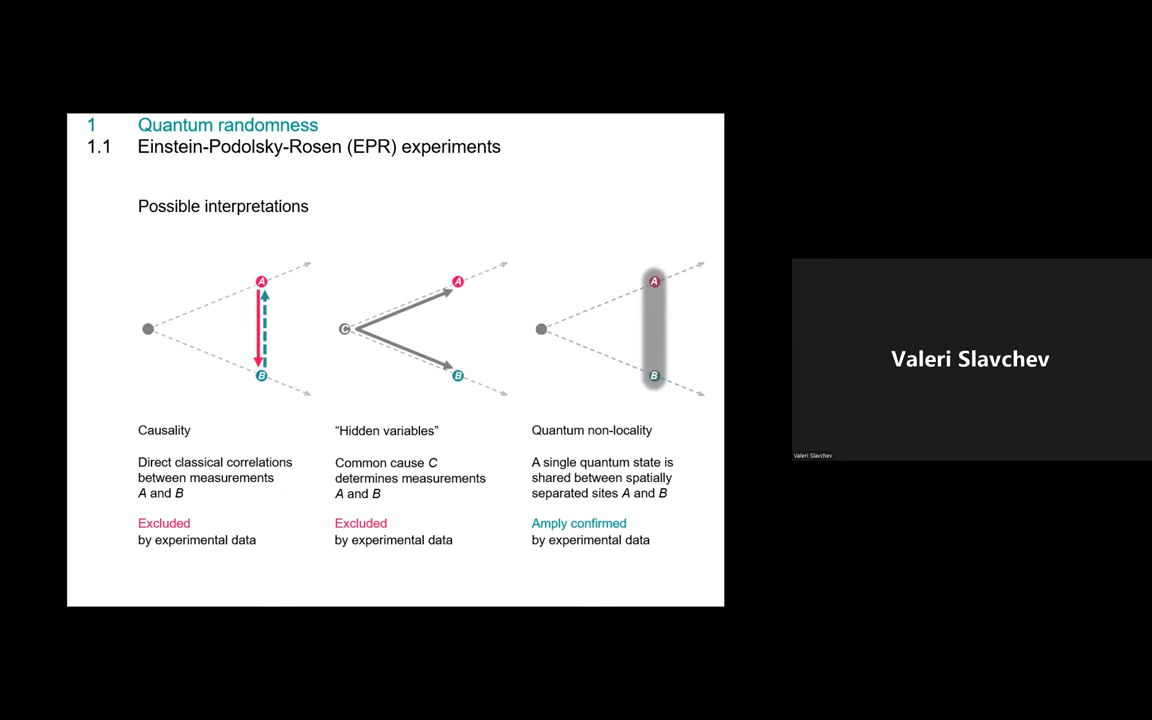 1 Quantum randomness
1.1 Einstein-Podolsky-Rosen (EPR) experiments
Possible interpretations
A
B
C
A
B
A
B
Causality
Direct classical correlations
between measurements
A and B
Excluded
by experimental data
“Hidden variables”
Common cause C
determines measurements
A and B
Excluded
by experimental data
Quantum non-locality
A single quantum state is
shared between spatially
separated sites A and B
Amply confirmed
by experimental data
Valeri Slavchev
Valeri Slavchev